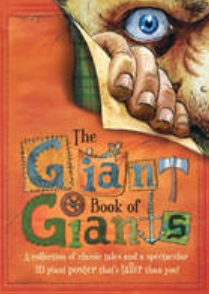 The
Giant
Book of
Giants
A collection of classic tales and a spectacular
3D giant poster that's taller than you!